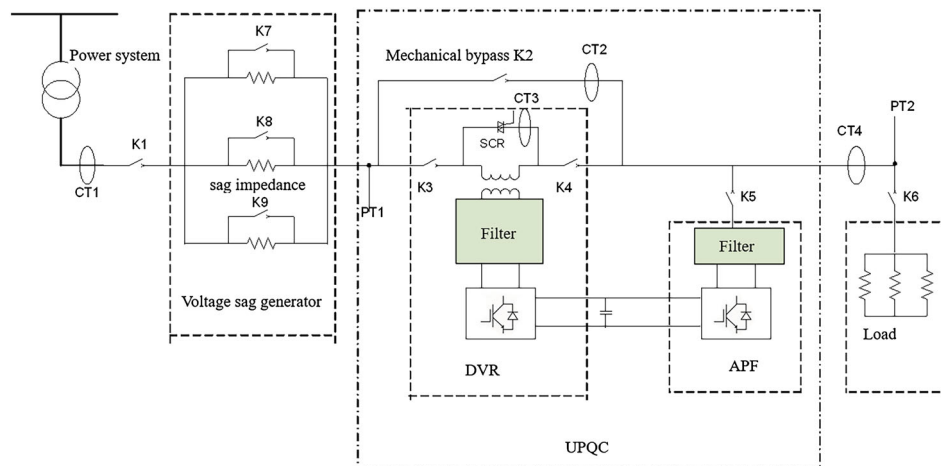 Power system
CT1
K1
K7
K8
sag impedance
K9
Voltage sag generator
PT1
Mechanical bypass K2
CT2
CT3
SCR
K3
K4
Filter
DVR
K5
Filter
APF
UPQC
CT4
PT2
K6
Load